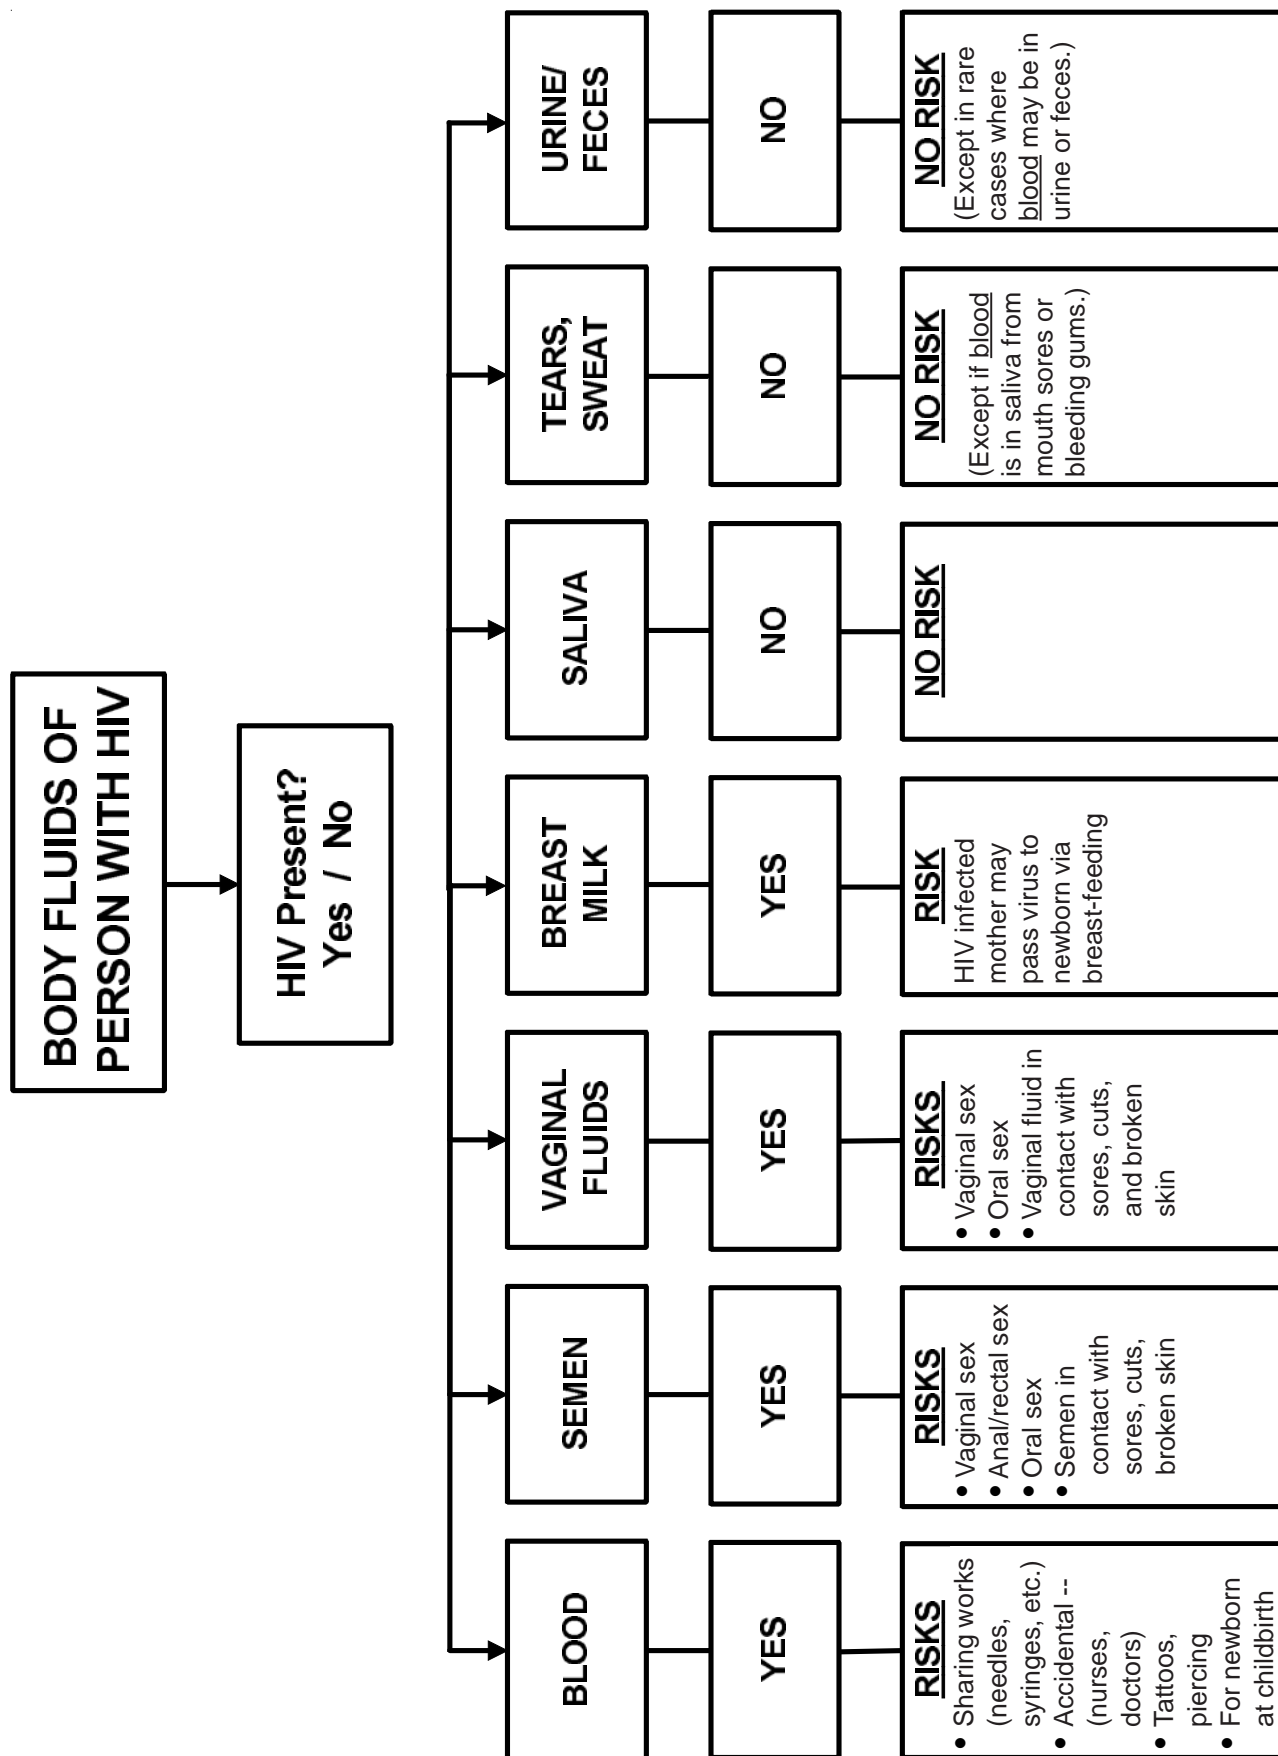 BODY FLUIDS OF
PERSON WITH HIV
HIV Present?
Yes / No
BLOOD
YES
RISKS
• Sharing works
(needles,
syringes, etc.)
• Accidental --
(nurses,
doctors)
• Tattoos,
piercing
• For newborn
at childbirth
SEMEN
YES
RISKS
• Vaginal sex
• Anal/rectal sex
• Oral sex
• Semen in
contact with
sores, cuts,
broken skin
VAGINAL
FLUIDS
YES
RISKS
• Vaginal sex
• Oral sex
• Vaginal fluid in
contact with
sores, cuts,
and broken
skin
BREAST
MILK
YES
RISK
HIV infected
mother may
pass virus to
newborn via
breast-feeding
SALIVA
NO
NO RISK
TEARS,
SWEAT
NO
NO RISK
(Except if blood
is in saliva from
mouth sores or
bleeding gums.)
URINE/
FECES
NO
NO RISK
(Except in rare
cases where
blood may be in
urine or feces.)